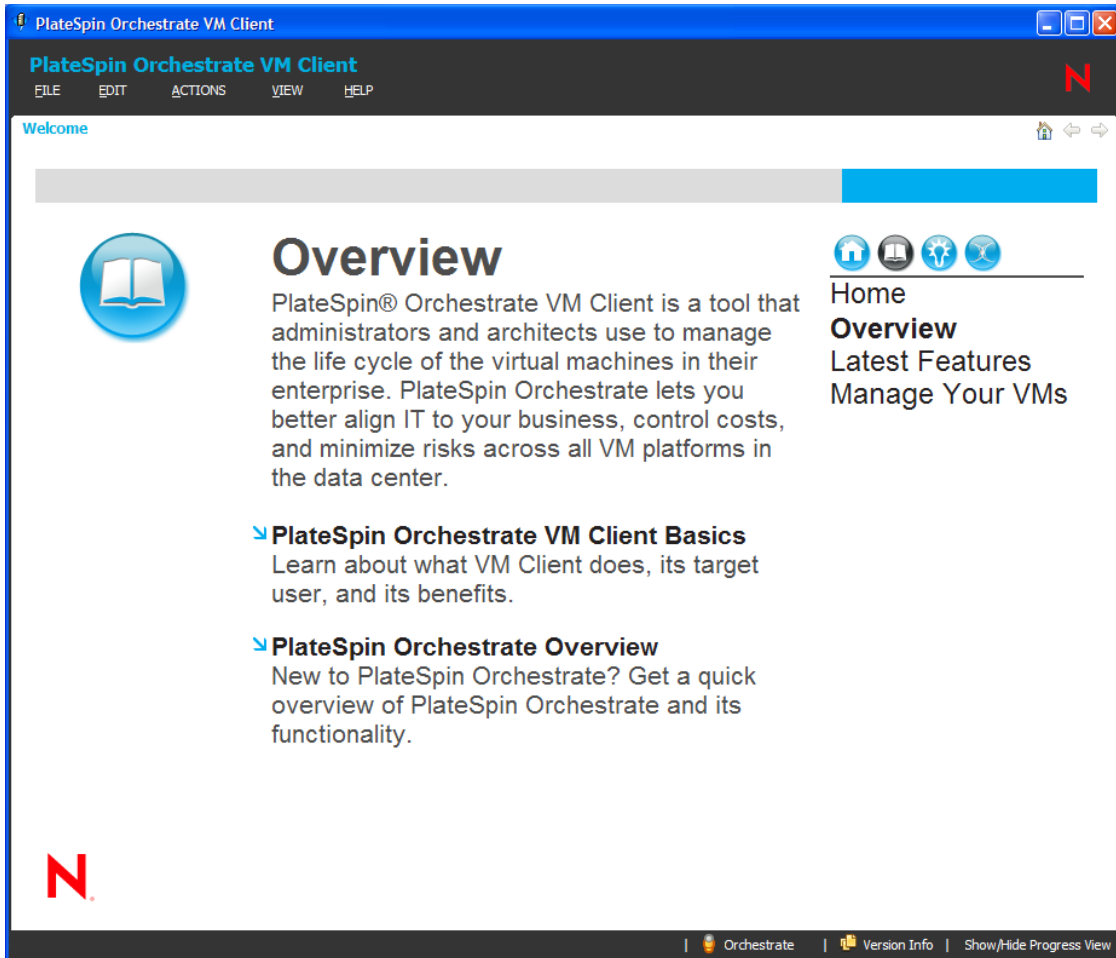 PlateSpin Orchestrate VM Client
PlateSpin Orchestrate VM Client
FILE EDIT ACTIONS VIEW HELP
N
Welcome
Overview
PlateSpin® Orchestrate VM Client is a tool that
administrators and architects use to manage
the life cycle of the virtual machines in their
enterprise. PlateSpin Orchestrate lets you
better align IT to your business, control costs,
and minimize risks across all VM platforms in
the data center.
PlateSpin Orchestrate VM Client Basics
Learn about what VM Client does, its target
user, and its benefits.
PlateSpin Orchestrate Overview
New to PlateSpin Orchestrate? Get a quick
overview of PlateSpin Orchestrate and its
functionality.
Home
Overview
Latest Features
Manage Your VMs
N
| Orchestrate | Version Info | Show/Hide Progress View